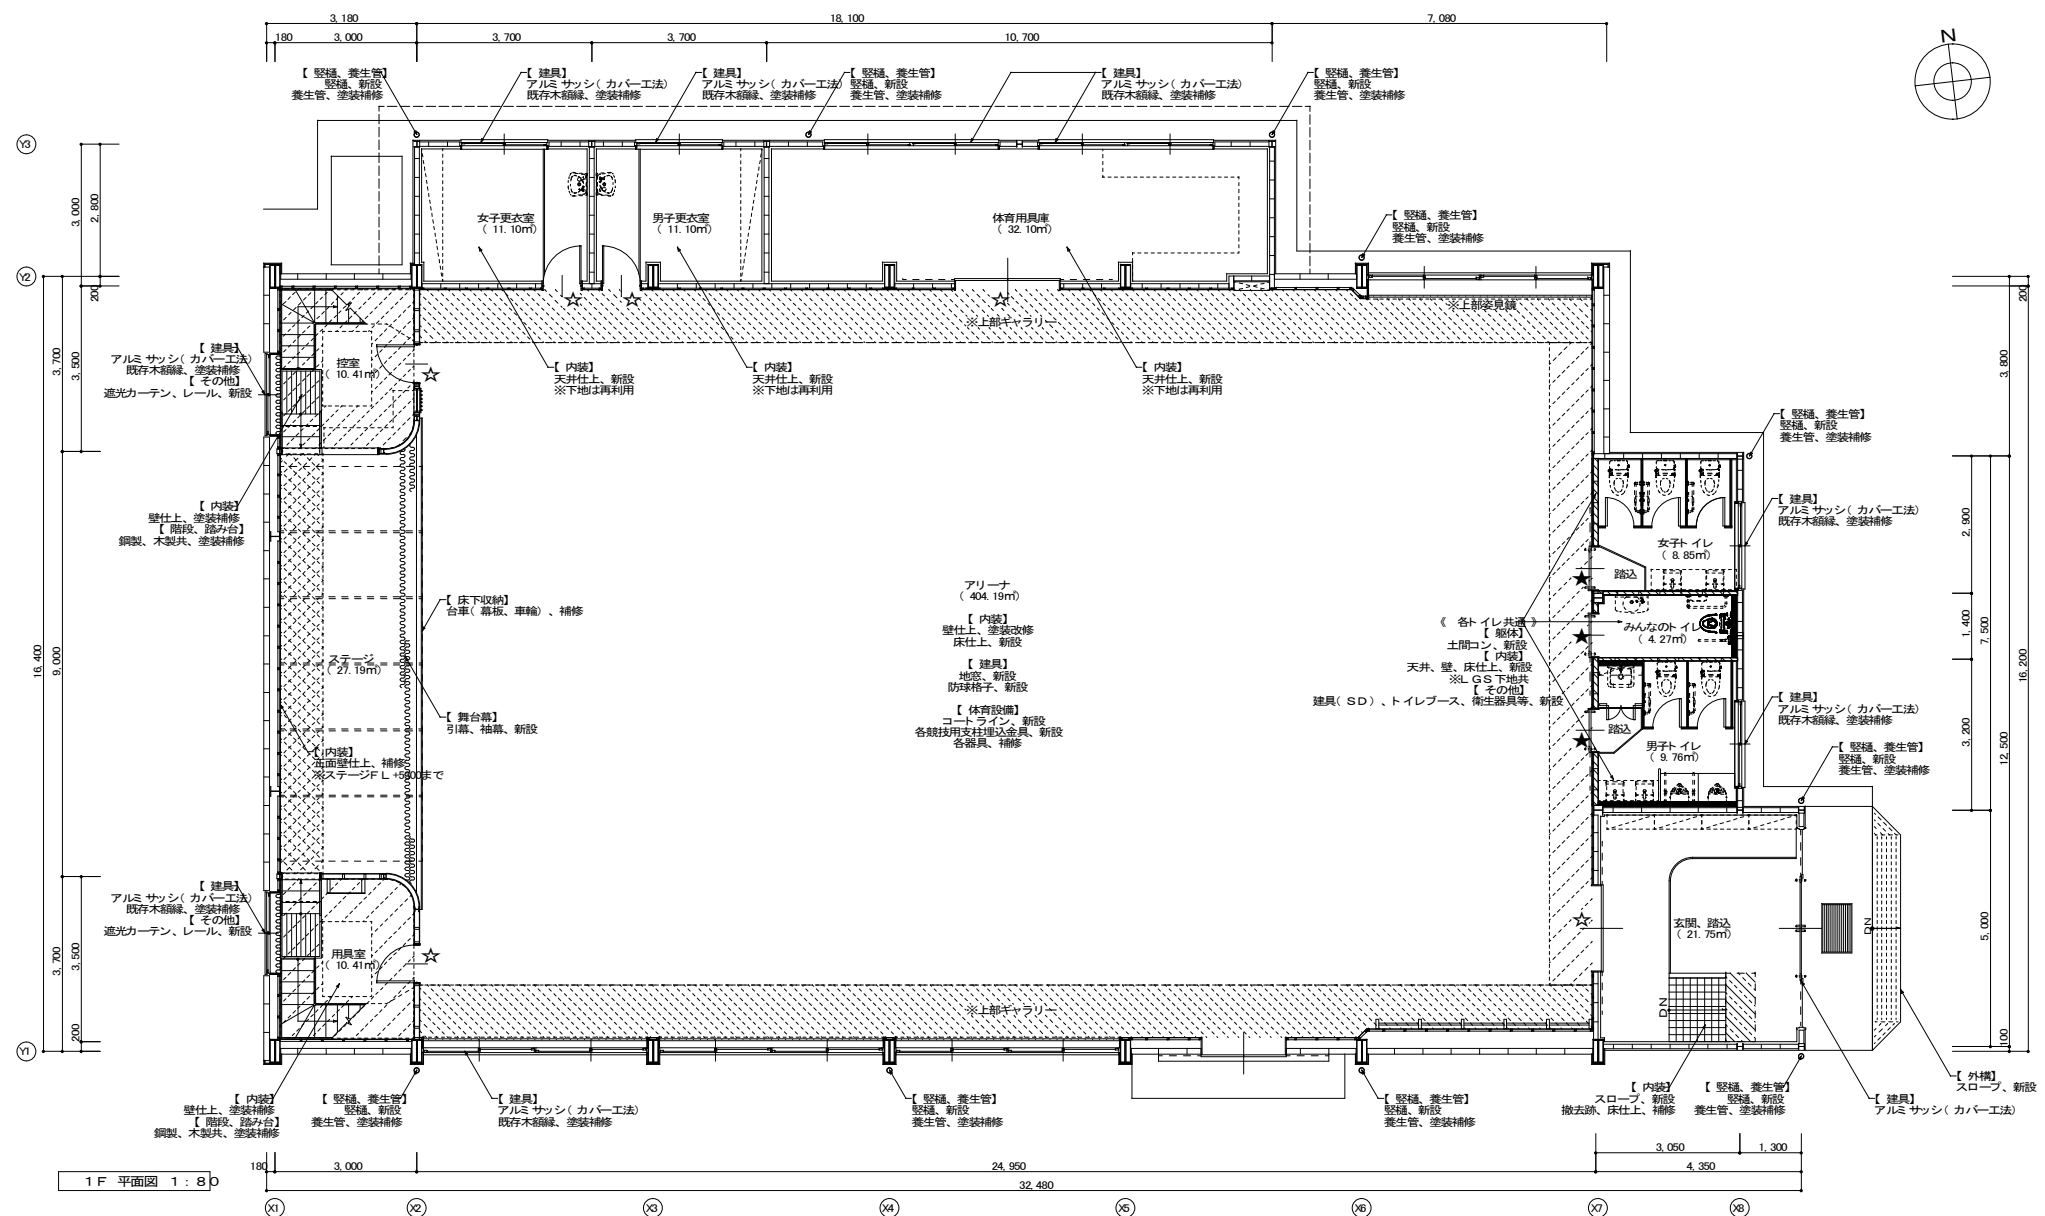 3,180
18,100
7,080
180
3,000
3,700
3,700
10,700
N
【 竪樋、養生管】
竪樋、新設
養生管、塗装補修
【 建具】
アルミサッシ( カバー工法)
既存木額縁、塗装補修
【 建具】
アルミサッシ( カバー工法)
既存木額縁、塗装補修
【 竪樋、養生管】
竪樋、新設
養生管、塗装補修
【 建具】
アルミサッシ( カバー工法)
既存木額縁、塗装補修
【 竪樋、養生管】
竪樋、新設
養生管、塗装補修
Y3
3,000
2,800
女子更衣室
( 11.10㎡)
男子更衣室
( 11.10㎡)
体育用具庫
( 32.10㎡)
【 竪樋、養生管】
竪樋、新設
養生管、塗装補修
Y2
200
200
※上部姿見鏡
※上部ギャラリー
【 建具】
アルミサッシ( カバー工法)
既存木額縁、塗装補修
【 その他】
遮光カーテン、レール、新設
3,700
3,500
控室
( 10.41㎡)
【 内装】
天井仕上、新設
※下地は再利用
【 内装】
天井仕上、新設
※下地は再利用
【 内装】
天井仕上、新設
※下地は再利用
3,800
【 竪樋、養生管】
竪樋、新設
養生管、塗装補修
【 内装】
壁仕上、塗装補修
【 階段、踏み台】
鋼製、木製共、塗装補修
【 建具】
アルミサッシ( カバー工法)
既存木額縁、塗装補修
2,900
女子トイレ
( 8.85㎡)
踏込
【 床下収納】
台車( 幕板、車輪) 、補修
アリーナ
( 404.19㎡)
【 内装】
壁仕上、塗装改修
床仕上、新設
【 建具】
地窓、新設
防球格子、新設
【 体育設備】
コートライン、新設
各競技用支柱埋込金具、新設
各器具、補修
《 各トイレ共通 》
【 躯体】
土間コン、新設
【 内装】
天井、壁、床仕上、新設
※ＬＧＳ下地共
【 その他】
建具( ＳＤ) 、トイレブース、衛生器具等、新設
みんなのトイレ
( 4.27㎡)
1,400
7,500
16,400
9,000
16,200
ステージ
( 27.19㎡)
【 舞台幕】
引幕、袖幕、新設
【 内装】
正面壁仕上、補修
踏込
男子トイレ
( 9.76㎡)
【 建具】
アルミサッシ( カバー工法)
既存木額縁、塗装補修
3,200
12,500
【 竪樋、養生管】
竪樋、新設
養生管、塗装補修
【 建具】
アルミサッシ( カバー工法)
既存木額縁、塗装補修
【 その他】
遮光カーテン、レール、新設
3,700
3,500
用具室
( 10.41㎡)
玄関、踏込
( 21.75㎡)
DN
5,000
DN
※上部ギャラリー
200
100
Y1
【 内装】
壁仕上、塗装補修
【 階段、踏み台】
鋼製、木製共、塗装補修
【 竪樋、養生管】
竪樋、新設
養生管、塗装補修
【 建具】
アルミサッシ( カバー工法)
既存木額縁、塗装補修
【 竪樋、養生管】
竪樋、新設
養生管、塗装補修
【 竪樋、養生管】
竪樋、新設
養生管、塗装補修
【 内装】
スロープ、新設
撤去跡、床仕上、補修
【 竪樋、養生管】
竪樋、新設
養生管、塗装補修
【 建具】
アルミサッシ( カバー工法)
【 外構】
スロープ、新設
3,050
1,300
180
3,000
24,950
4,350
32,480
１Ｆ 平面図 １：８０
X1
X2
X3
X4
X5
X6
X7
X8